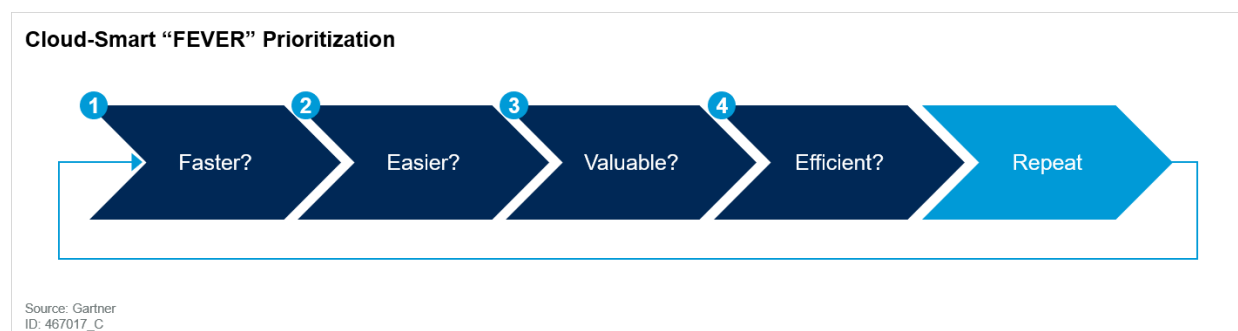 Cloud-Smart “FEVER” Prioritization
1
2
3
4
Faster?
Easier?
Valuable?
Efficient?
Repeat
Source: Gartner
ID: 467017_C